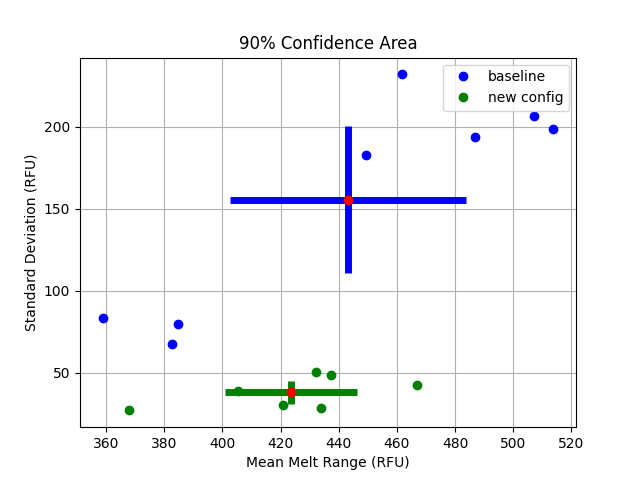 90% Confidence Area
baseline
new config
200
150
100
50
Standard Deviation (RFU)
360 380 400 420 440 460 480 500 520
Mean Melt Range (RFU)